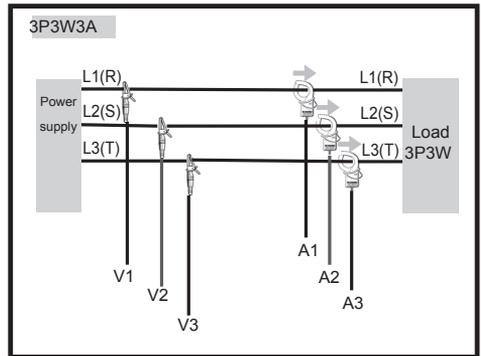 3P3W3A
L1(R)
L1(R)
Power
supply
L2(S)
L2(S)
L3(T)
L3(T)
Load
3P3W
A1
A2
A3
V1
V2
V3